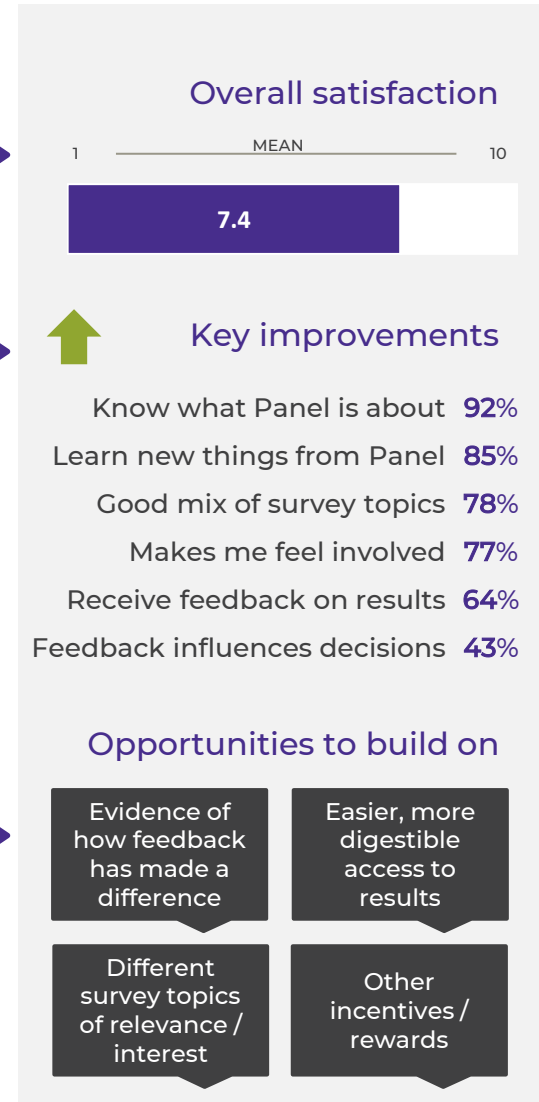 Overall satisfaction
1 MEAN 10
7.4
Key improvements
Know what Panel is about 92%
Learn new things from Panel 85%
Good mix of survey topics 78%
Makes me feel involved 77%
Receive feedback on results 64%
Feedback influences decisions 43%
Opportunities to build on
Evidence of
how feedback
has made a
difference
Easier, more
digestible
access to
results
Different
survey topics
of relevance /
interest
Other
incentives /
rewards